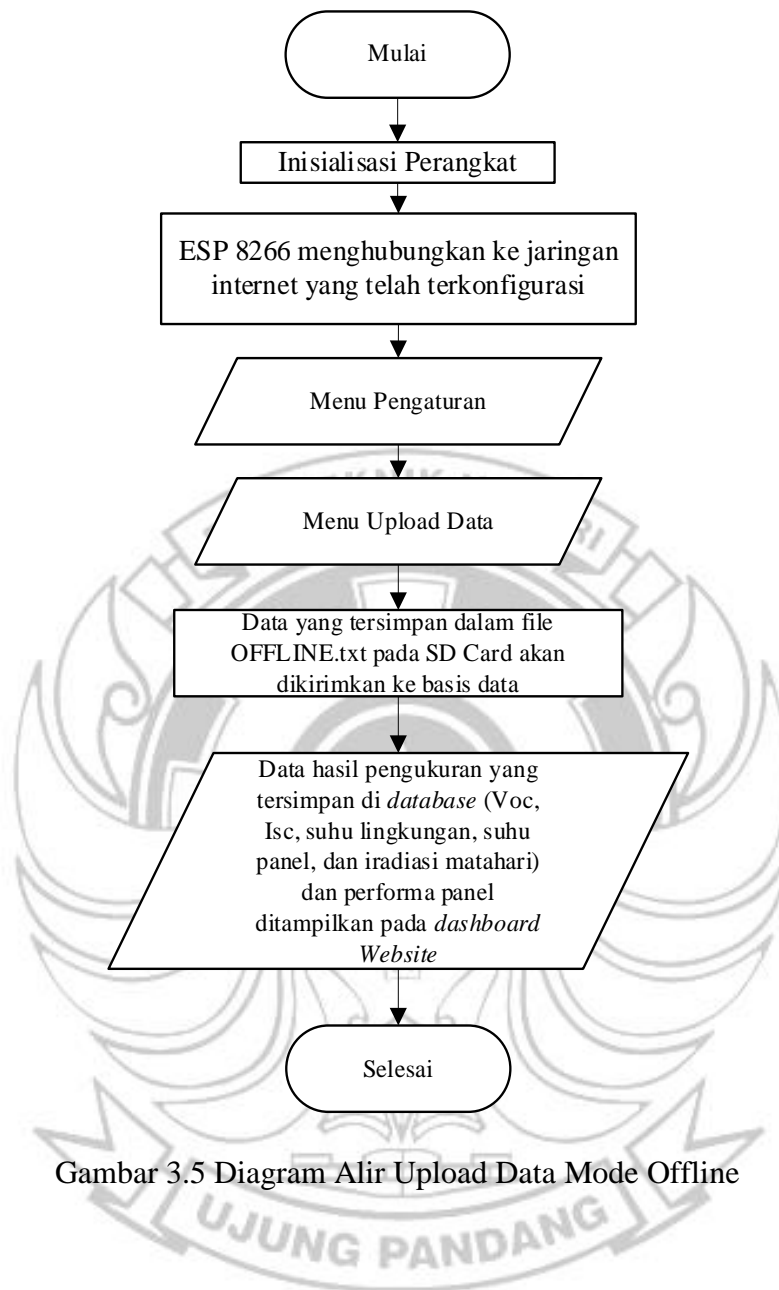 Mulai
Inisialisasi Perangkat
ESP 8266 menghubungkan ke jaringan
internet yang telah terkonfigurasi
Menu Pengaturan
Menu Upload Data
Data yang tersimpan dalam file
OFFLINE.txt pada SD Card akan
dikirimkan ke basis data
Data hasil pengukuran yang
tersimpan di database (Voc,
Isc, suhu lingkungan, suhu
panel, dan iradiasi matahari)
dan performa panel
ditampilkan pada dashboard
Website
Selesai
Gambar 3.5 Diagram Alir Upload Data Mode Offline
UJUNG PANDANG